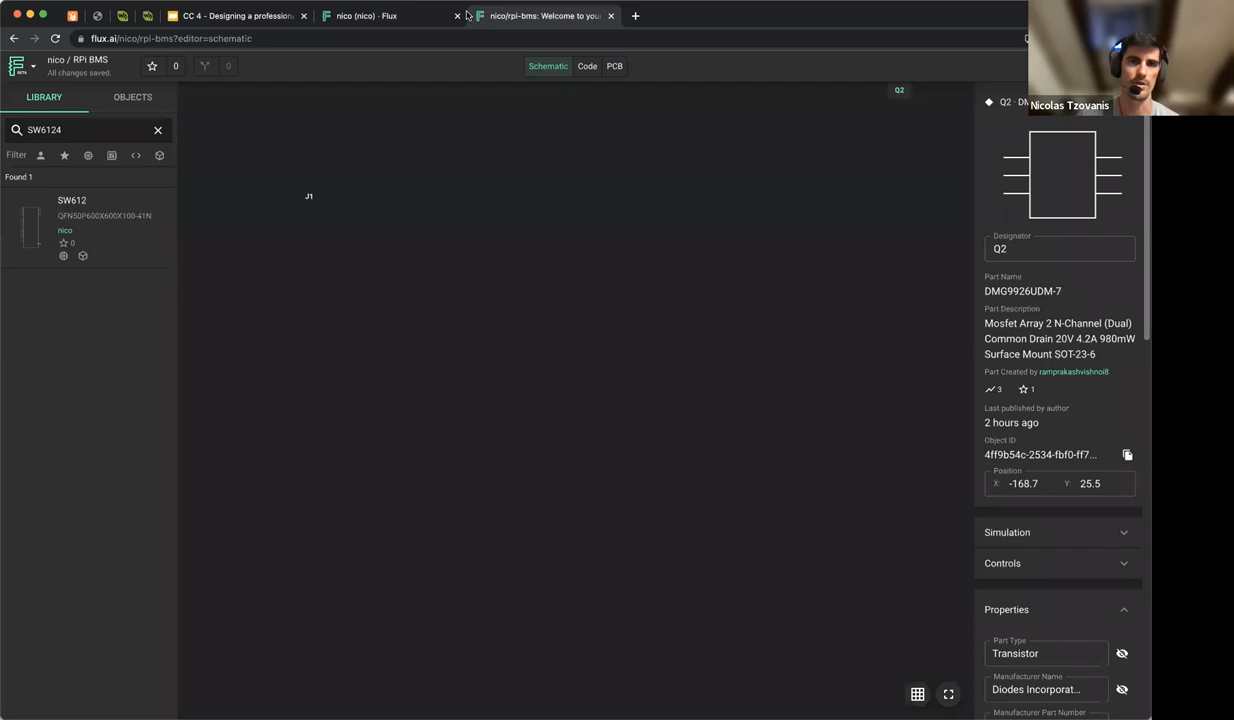 CC 4 - Designing a profession
nico (nico) - Flux
nico/rpi-bms: Welcome to you
flux.ai/nico/rpi-bms?editor=schematic
BETA
nico / RPi BMS
All changes saved.
0
0
Schematic
Code
PCB
LIBRARY
OBJECTS
SW6124
Filter
Found 1
SW612
QFN50P600X600X100-41N
nico
0
J1
Q2
Q2 · DM
Nicolas Tzovanis
Designator
Q2
Part Name
DMG9926UDM-7
Part Description
Mosfet Array 2 N-Channel (Dual)
Common Drain 20V 4.2A 980mW
Surface Mount SOT-23-6
Part Created by ramprakashvishnoi8
3
1
Last published by author
2 hours ago
Object ID
4ff9b54c-2534-fbf0-ff7...
Position
X: -168.7 Y: 25.5
Simulation
Controls
Properties
Part Type
Transistor
Manufacturer Name
Diodes Incorporat...
Manufacturer Part Number